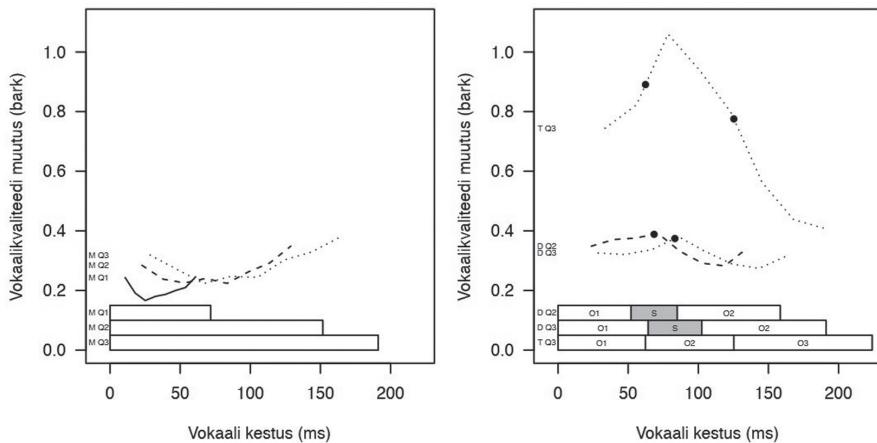 Vokaalikvaliteedi muutus (bark)
1.0
0.8
0.6
0.4
0.2
0.0
M Q3
M Q2
M Q1
M Q1
M Q2
M Q3
0 50 100 150 200
Vokaali kestus (ms)
Vokaalikvaliteedi muutus (bark)
1.0
0.8
0.6
0.4
0.2
0.0
T Q3
D Q2
D Q3
D Q2 O1 S O2
D Q3 O1 S O2
T Q3 O1 O2 O3
0 50 100 150 200
Vokaali kestus (ms)